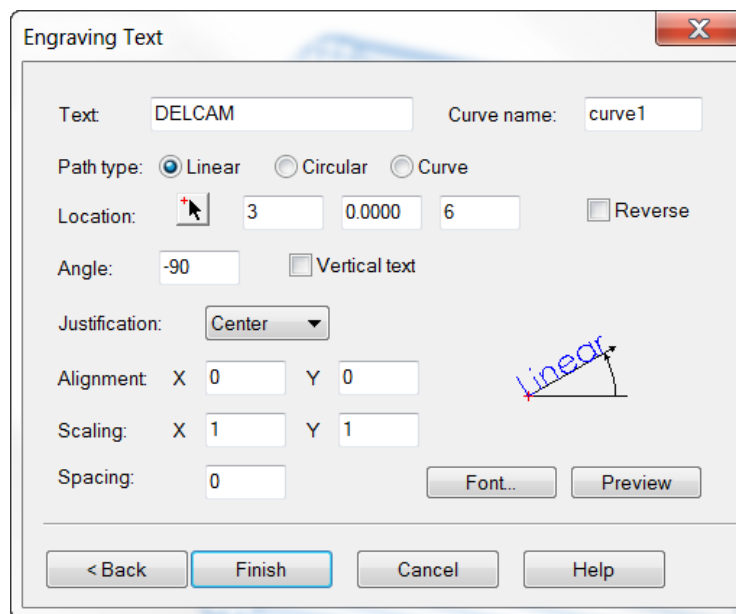 Engraving Text
Text: DELCAM Curve name: curve1
Path type: Linear Circular Curve
Location: 3 0.0000 6 Reverse
Angle: -90 Vertical text
Justification: Center
Linear
Alignment: X 0 Y 0
Scaling: X 1 Y 1
Spacing: 0 Font... Preview
< Back Finish Cancel Help